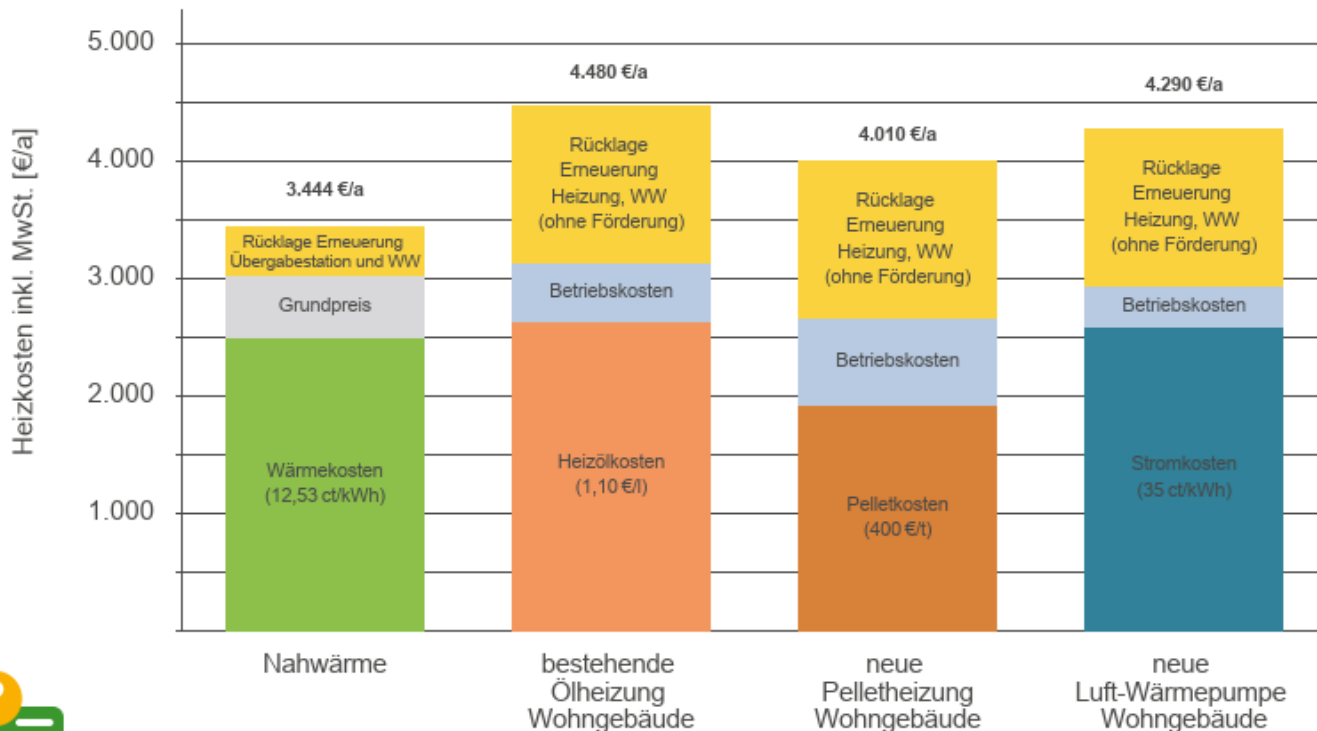 Heizkosten inkl. MwSt. [€/a]
5.000
4.000
3.000
2.000
1.000
3.444 €/a
Rücklage Erneuerung
Übergabestation und WW
Grundpreis
Wärmekosten
(12,53 ct/kWh)
Nahwärme
4.480 €/a
Rücklage
Erneuerung
Heizung, WW
(ohne Förderung)
Betriebskosten
Heizölkosten
(1,10 €/l)
bestehende
Ölheizung
Wohngebäude
4.010 €/a
Rücklage
Erneuerung
Heizung, WW
(ohne Förderung)
Betriebskosten
Pelletkosten
(400 €/t)
neue
Pelletheizung
Wohngebäude
4.290 €/a
Rücklage
Erneuerung
Heizung, WW
(ohne Förderung)
Betriebskosten
Stromkosten
(35 ct/kWh)
neue
Luft-Wärmepumpe
Wohngebäude